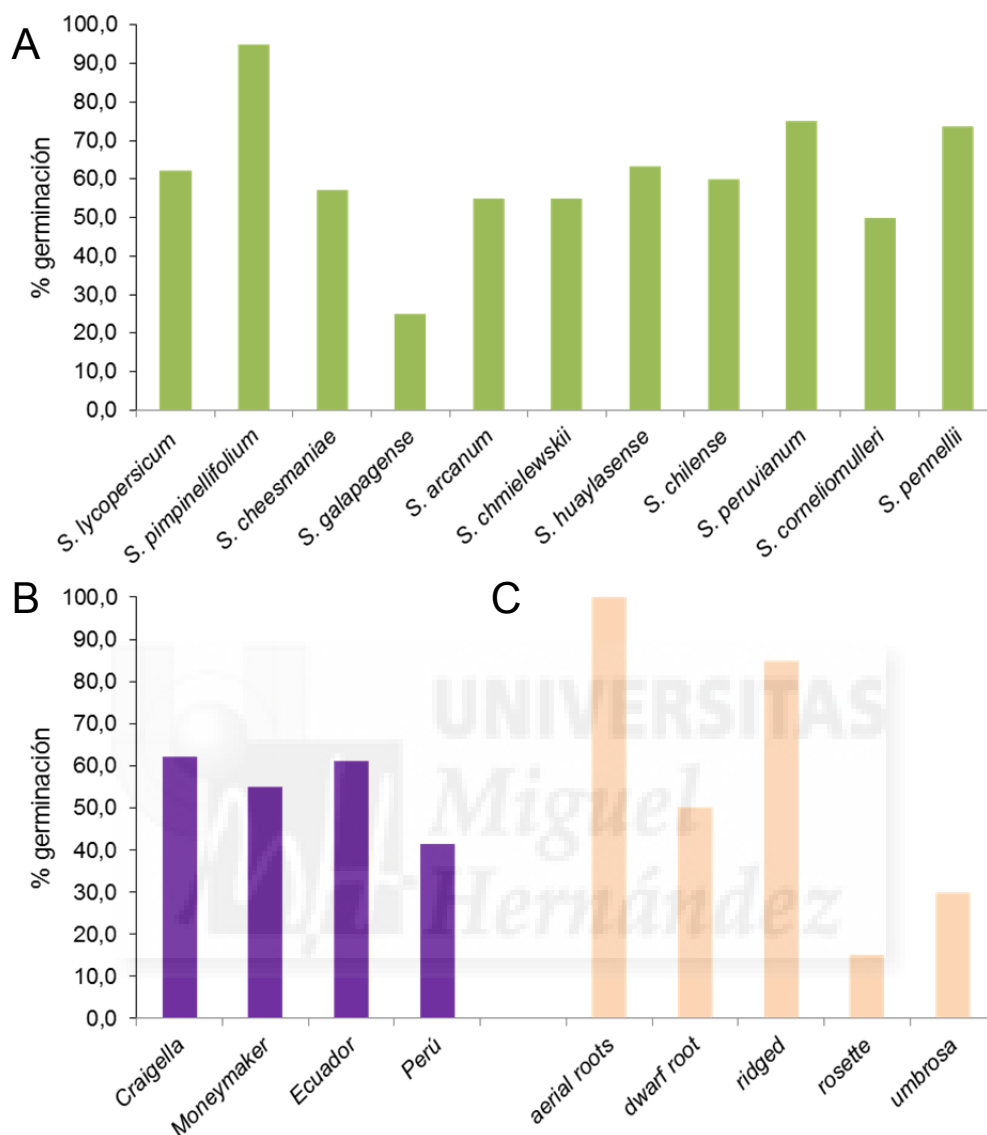 A
% germinación
100,0
90,0
80,0
70,0
60,0
50,0
40,0
30,0
20,0
10,0
0,0
S. lycopersicum
S. pimpinellifolium
S. cheesmaniae
S. galapagense
S. arcanum
S. chmielewskii
S. huaylasense
S. chilense
S. peruvianum
S. corneliomulleri
S. pennellii
B
C
% germinación
100,0
90,0
80,0
70,0
60,0
50,0
40,0
30,0
20,0
10,0
0,0
UNIVERSITAS
Miguel
Hernández
Craigella
Moneymaker
Ecuador
Perú
aerial roots
dwarf root
ridged
rosette
umbrosa